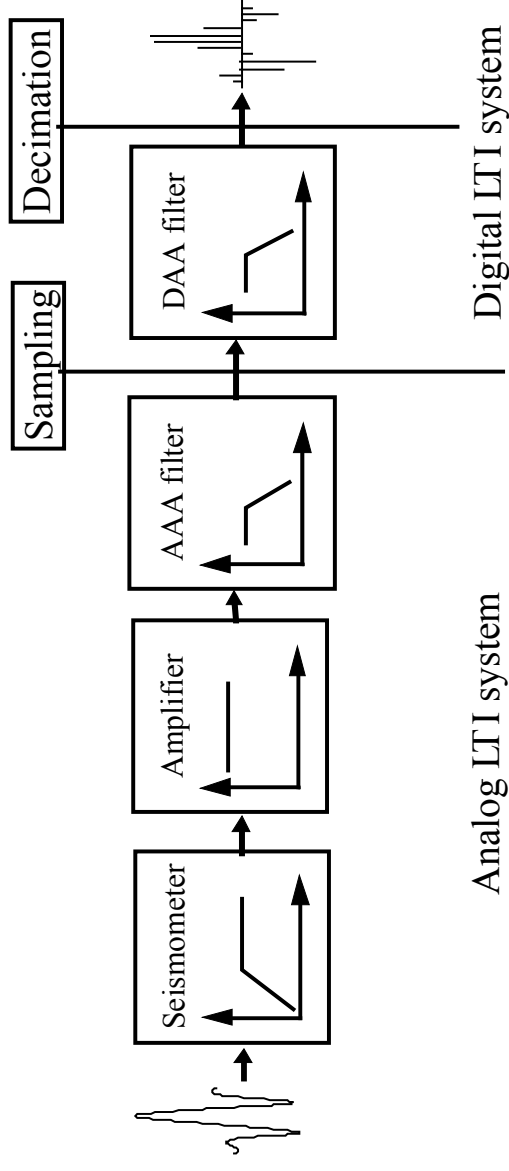 Sampling
Decimation
Seismometer
Amplifier
AAA filter
DAA filter
Analog LTI system
Digital LTI system